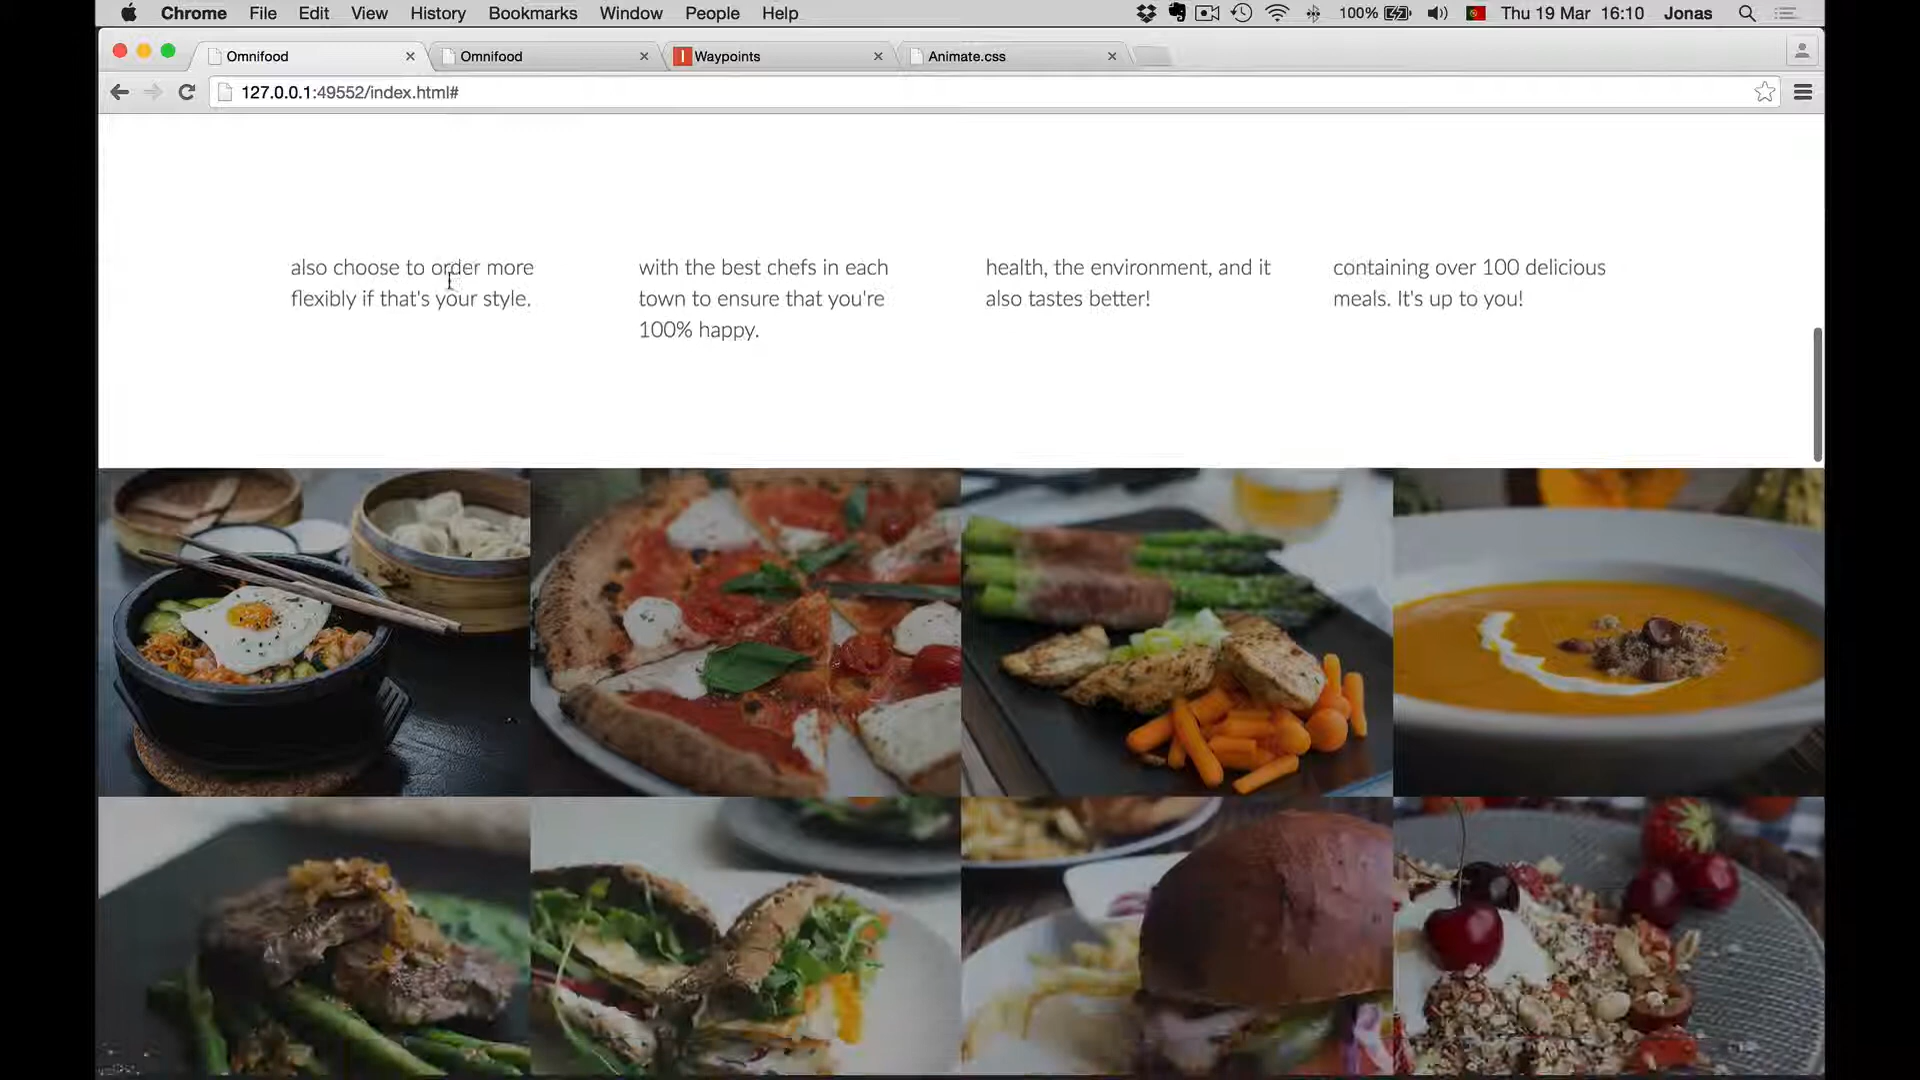 Chrome File Edit View History Bookmarks Window People Help 100% Thu 19 Mar 16:10 Jonas
Omnifood Omnifood Waypoints Animate.css
127.0.0.1:49552/index.html#
also choose to order more
flexibly if that's your style.
with the best chefs in each
town to ensure that you're
100% happy.
health, the environment, and it
also tastes better!
containing over 100 delicious
meals. It's up to you!